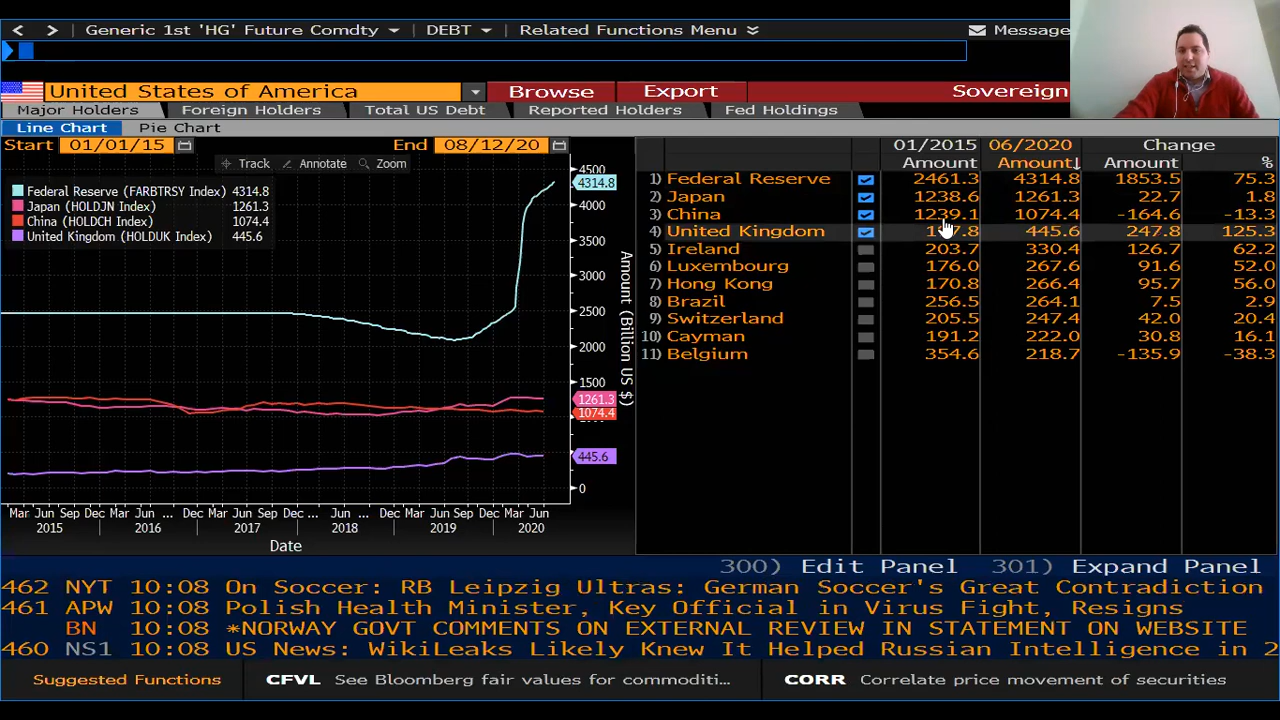 Generic 1st 'HG' Future Comdty DEBT Related Functions Menu Message
United States of America Browse Export Sovereign
Major Holders Foreign Holders Total US Debt Reported Holders Fed Holdings
Line Chart Pie Chart
Start 01/01/15 End 08/12/20
Track Annotate Zoom
Federal Reserve (FARBTRSY Index) 4314.8
Japan (HOLDJN Index) 1261.3
China (HOLDCH Index) 1074.4
United Kingdom (HOLDUK Index) 445.6
4500
4314.8
4000
3500
3000
2500
2000
1500
1261.3
1074.4
445.6
0
Amount (Billion US $)
Mar Jun Sep Dec Mar Jun ... Dec Mar Jun Sep Dec ... Jun ... Dec Mar Jun Sep Dec Mar Jun
2015 2016 2017 2018 2019 2020
Date
01/2015 06/2020 Change
Amount Amount↓ Amount %
1) Federal Reserve 2461.3 4314.8 1853.5 75.3
2) Japan 1238.6 1261.3 22.7 1.8
3) China 1239.1 1074.4 -164.6 -13.3
4) United Kingdom 445.6 247.8 125.3
5) Ireland 203.7 330.4 126.7 62.2
6) Luxembourg 176.0 267.6 91.6 52.0
7) Hong Kong 170.8 266.4 95.7 56.0
8) Brazil 256.5 264.1 7.5 2.9
9) Switzerland 205.5 247.4 42.0 20.4
10) Cayman 191.2 222.0 30.8 16.1
11) Belgium 354.6 218.7 -135.9 -38.3
300) Edit Panel 301) Expand Panel
462 NYT 10:08 On Soccer: RB Leipzig Ultras: German Soccer's Great Contradiction
461 APW 10:08 Polish Health Minister, Key Official in Virus Fight, Resigns
BN 10:08 *NORWAY GOVT COMMENTS ON EXTERNAL REVIEW IN STATEMENT ON WEBSITE
460 NS1 10:08 US News: WikiLeaks Likely Knew It Helped Russian Intelligence in 2
Suggested Functions CFVL See Bloomberg fair values for commoditi... CORR Correlate price movement of securities